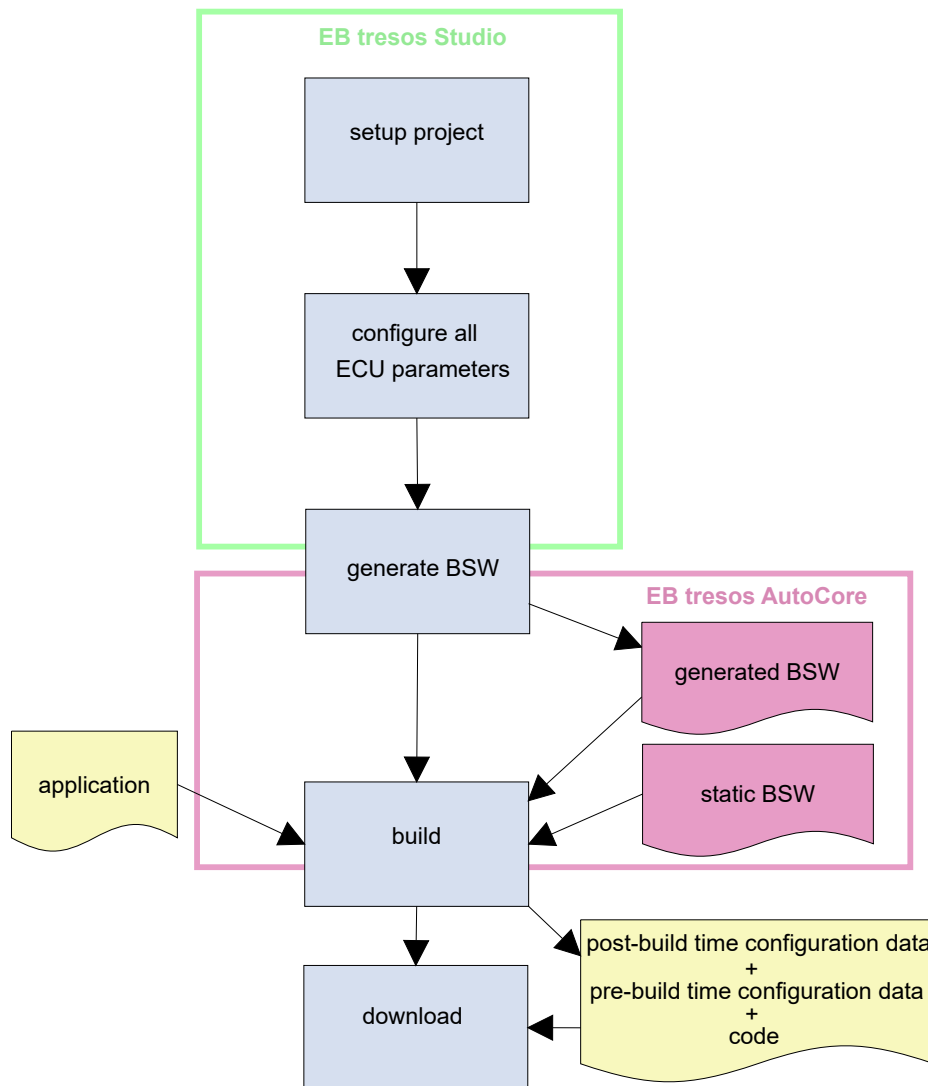 EB tresos Studio
setup project
configure all
ECU parameters
generate BSW
EB tresos AutoCore
generated BSW
static BSW
application
build
post-build time configuration data
+
pre-build time configuration data
+
code
download